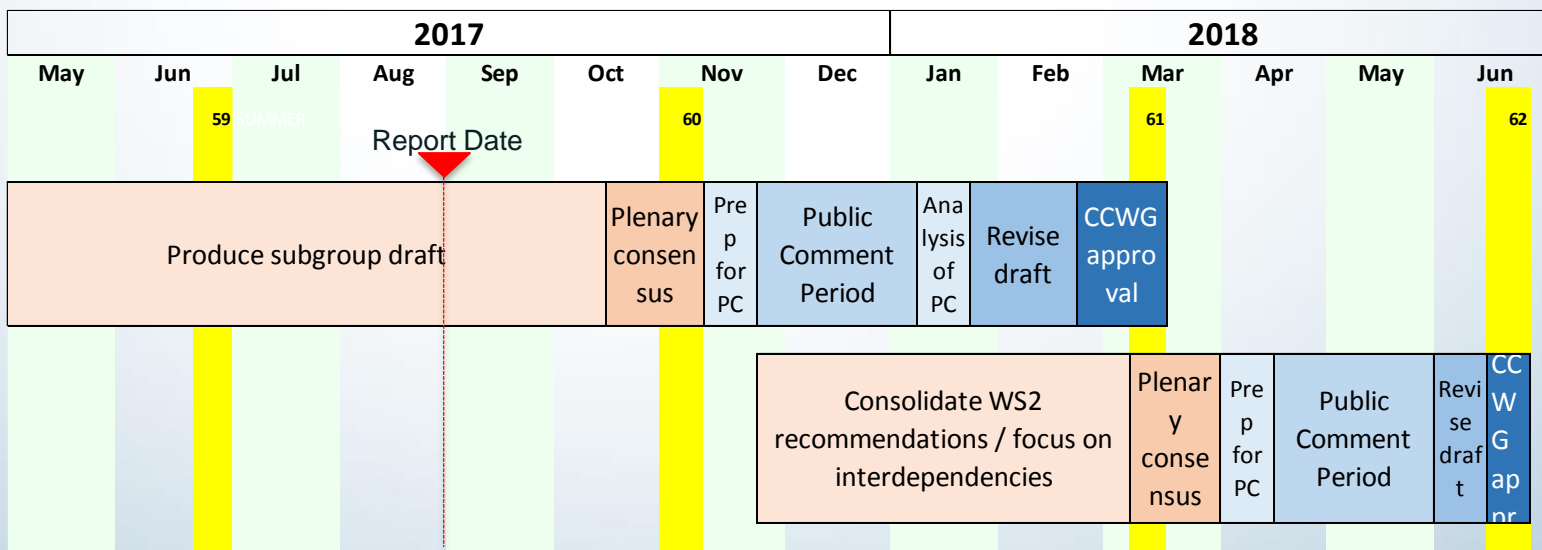 2017 2018
May Jun Jul Aug Sep Oct Nov Dec Jan Feb Mar Apr May Jun
59 SUMMER 60 61 62
Report Date
Produce subgroup draft
Plenary
consen
sus
Pre
p
for
PC
Public
Comment
Period
Ana
lysis
of
PC
Revise
draft
CCWG
appro
val
Consolidate WS2
recommendations / focus on
interdependencies
Plenar
y
conse
nsus
Pre
p
for
PC
Public
Comment
Period
Revi
se
draf
t
CC
W
G
ap
pr